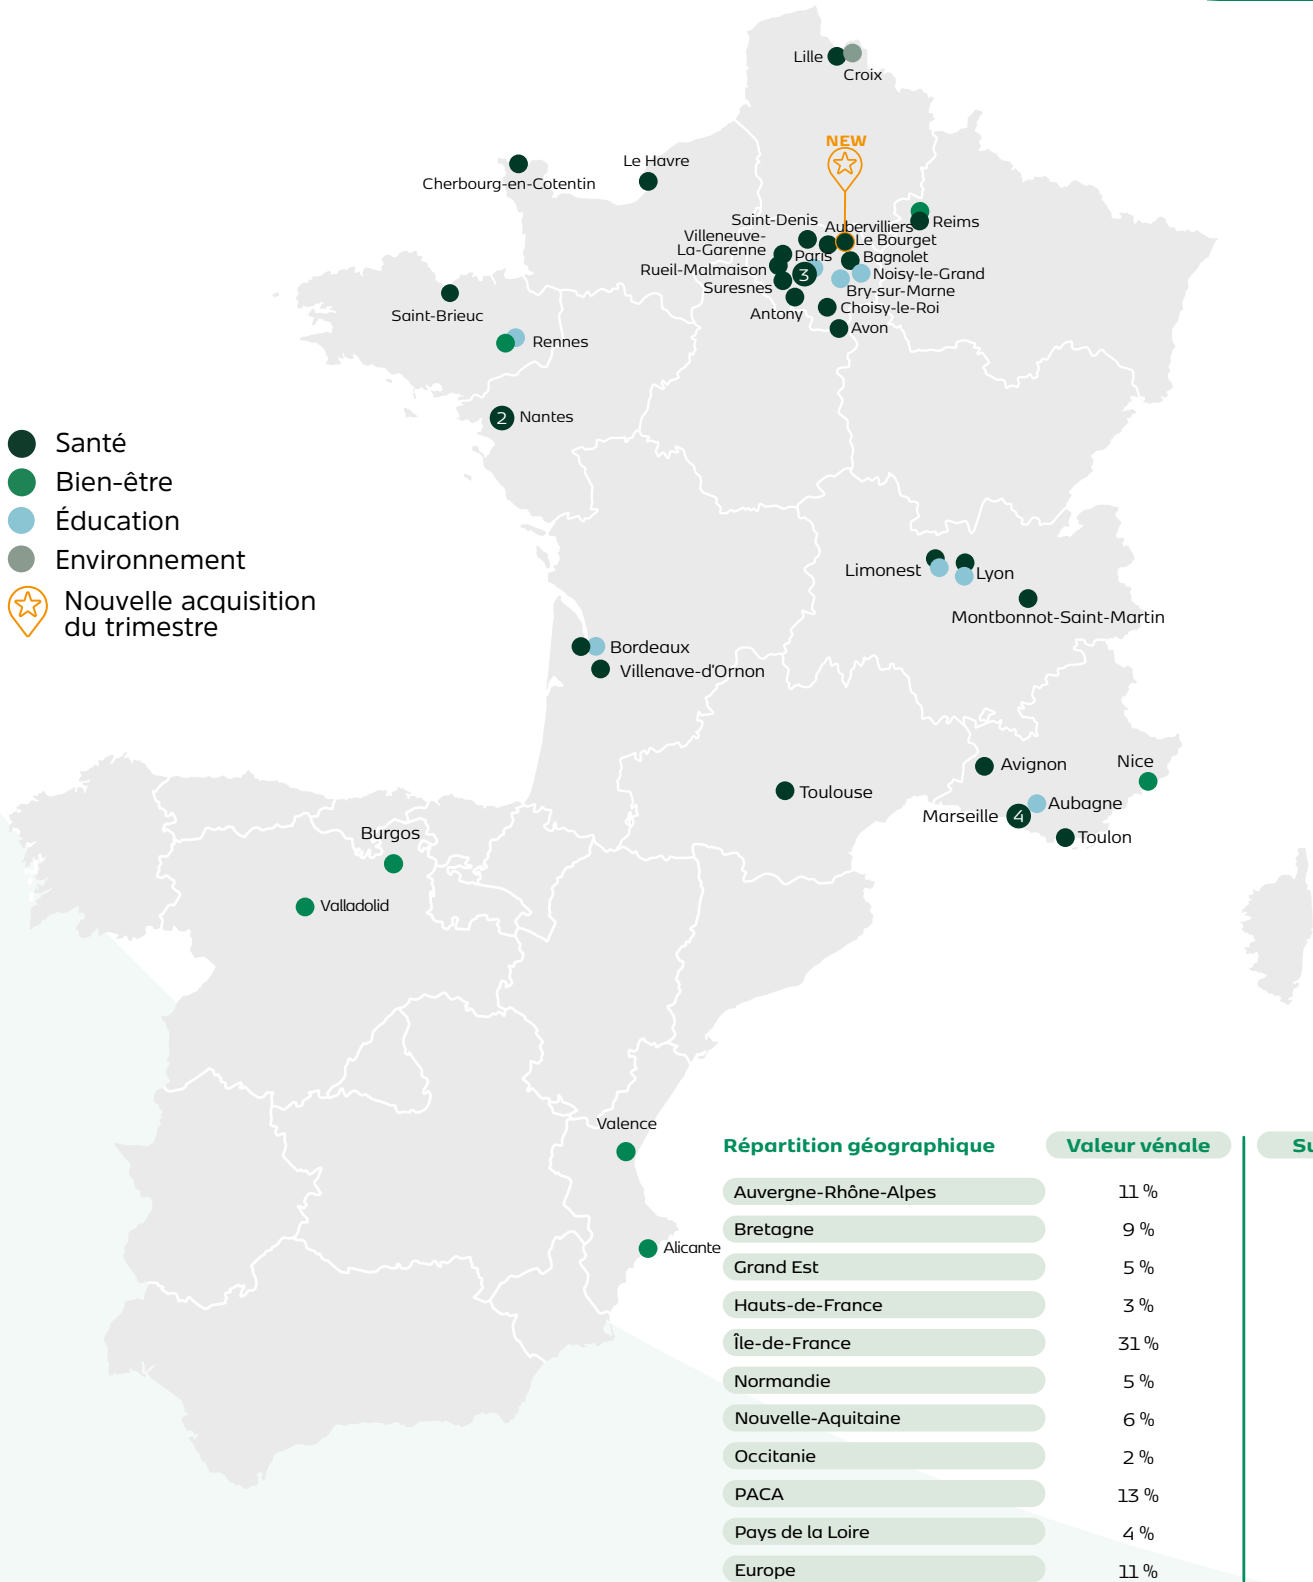 Lille
Croix
NEW
Le Havre
Cherbourg-en-Cotentin
Saint-Denis
Aubervilliers
Reims
Villeneuve-
La-Garenne
Le Bourget
Paris
Bagnolet
Rueil-Malmaison
3
Noisy-le-Grand
Suresnes
Bry-sur-Marne
Antony
Choisy-le-Roi
Saint-Brieuc
Avon
Rennes
2
Nantes
Santé
Bien-être
Éducation
Environnement
Nouvelle acquisition
du trimestre
Limonest
Lyon
Montbonnot-Saint-Martin
Bordeaux
Villenave-d'Ornon
Avignon
Nice
Toulouse
Aubagne
Marseille
4
Toulon
Burgos
Valladolid
Valence
Alicante
Répartition géographique Valeur vénale
Auvergne-Rhône-Alpes 11 %
Bretagne 9 %
Grand Est 5 %
Hauts-de-France 3 %
Île-de-France 31 %
Normandie 5 %
Nouvelle-Aquitaine 6 %
Occitanie 2 %
PACA 13 %
Pays de la Loire 4 %
Europe 11 %